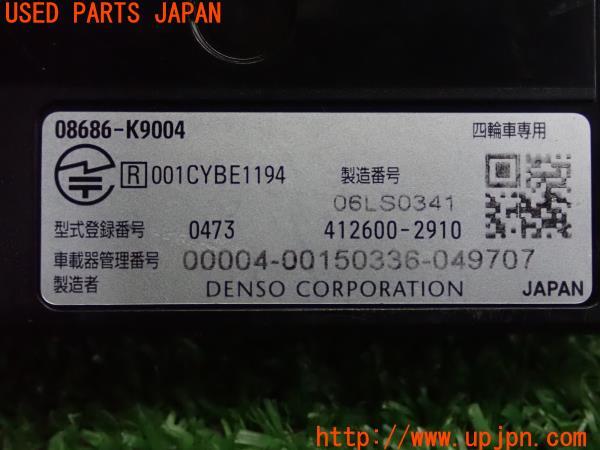 USED PARTS JAPAN
08686-K9004
四輪車専用
R 001CYBE1194
製造番号
06LS0341
型式登録番号 0473 412600-2910
車載器管理番号 00004-00150336-049707
製造者 DENSO CORPORATION JAPAN
http://www.upjpn.com